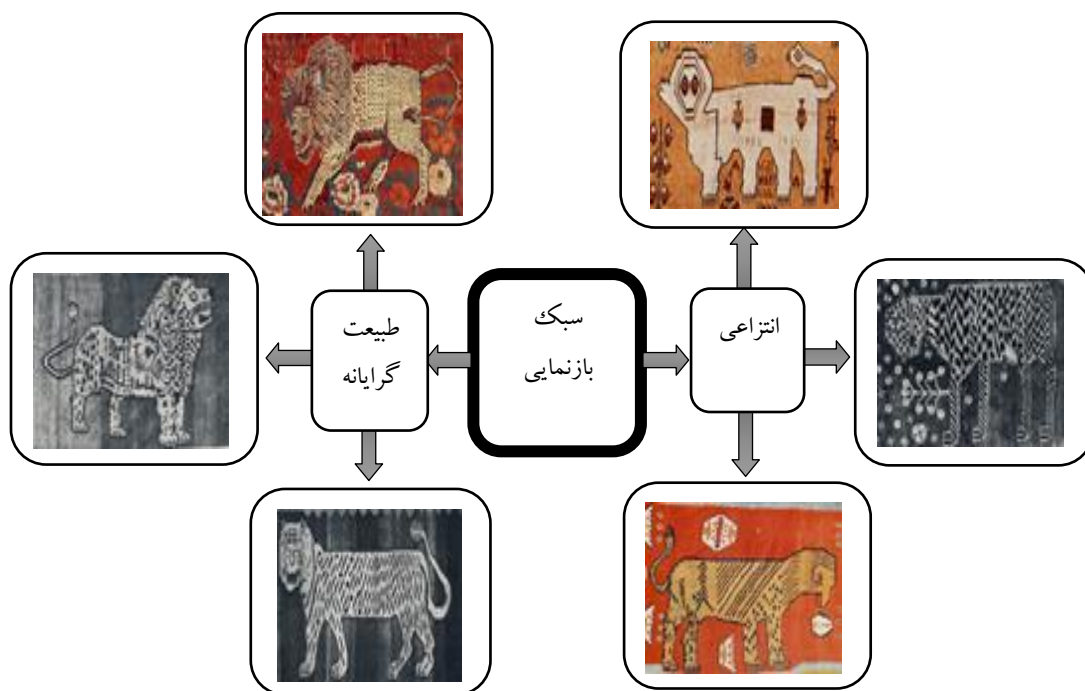 سبک
بازنمایی
انتزاعی
طبیعت
گرایانه